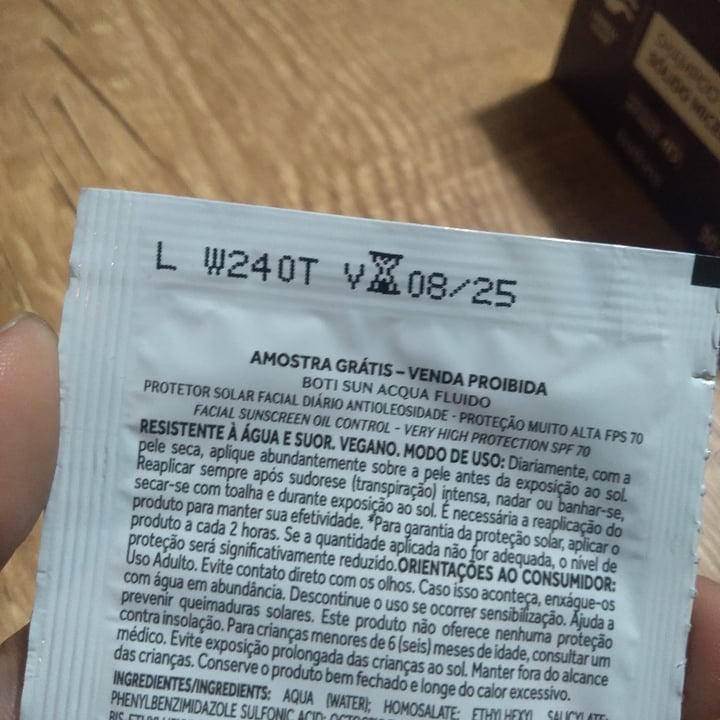 L W240T V 08/25
AMOSTRA GRÁTIS – VENDA PROIBIDA
BOTI SUN ACQUA FLUIDO
PROTETOR SOLAR FACIAL DIÁRIO ANTIOLEOSIDADE - PROTEÇÃO MUITO ALTA FPS 70
FACIAL SUNSCREEN OIL CONTROL - VERY HIGH PROTECTION SPF 70
RESISTENTE À ÁGUA E SUOR. VEGANO. MODO DE USO: Diariamente, com a
pele seca, aplique abundantemente sobre a pele antes da exposição ao sol.
Reaplicar sempre após sudorese (transpiração) intensa, nadar ou banhar-se,
secar-se com toalha e durante exposição ao sol. É necessária a reaplicação do
produto para manter sua efetividade. *Para garantia da proteção solar, aplicar o
produto a cada 2 horas. Se a quantidade aplicada não for adequada, o nível de
proteção será significativamente reduzido.ORIENTAÇÕES AO CONSUMIDOR:
Uso Adulto. Evite contato direto com os olhos. Caso isso aconteça, enxágue-os
com água em abundância. Descontinue o uso se ocorrer sensibilização. Ajuda a
prevenir queimaduras solares. Este produto não oferece nenhuma proteção
contra insolação. Para crianças menores de 6 (seis) meses de idade, consultar um
médico. Evite exposição prolongada das crianças ao sol. Manter fora do alcance
das crianças. Conserve o produto bem fechado e longe do calor excessivo.
INGREDIENTES/INGREDIENTS: AQUA (WATER); HOMOSALATE; ETHYLHEXYL SALICYLATE;
PHENYLBENZIMIDAZOLE SULFONIC ACID;
SHAMPOO
SÓLIDO